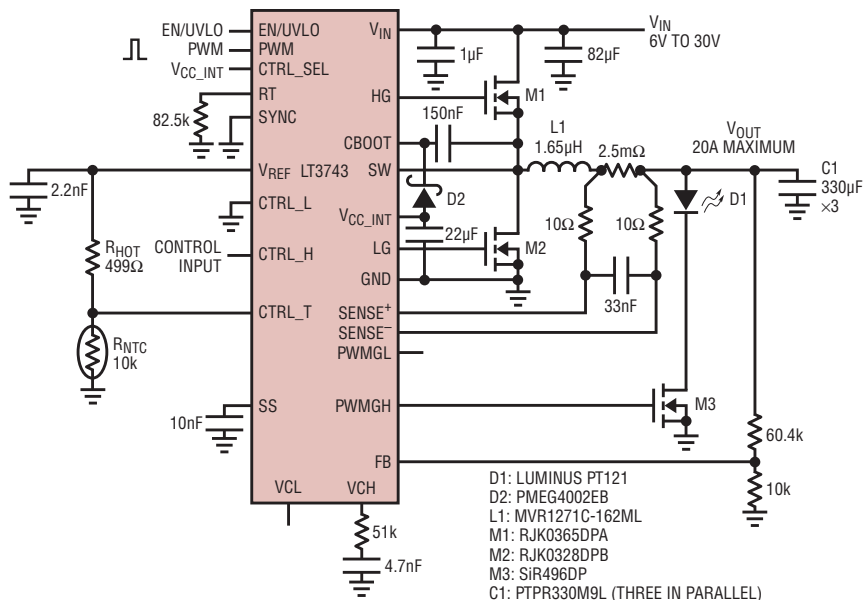 EN/UVLO
PWM
VCC_INT
EN/UVLO
PWM
CTRL_SEL
RT
SYNC
82.5k
VREF LT3743
2.2nF
CTRL_L
RHOT
499Ω
CONTROL
INPUT
CTRL_H
CTRL_T
RNTC
10k
SS
10nF
VCL
VCH
51k
4.7nF
VIN
1µF
82µF
VIN
6V TO 30V
HG
M1
150nF
CBOOT
L1
1.65µH
2.5mΩ
VOUT
20A MAXIMUM
SW
C1
330µF
×3
D2
D1
VCC_INT
22µF
10Ω
10Ω
LG
M2
GND
33nF
SENSE+
SENSE–
PWMGL
PWMGH
M3
60.4k
FB
10k
D1: LUMINUS PT121
D2: PMEG4002EB
L1: MVR1271C-162ML
M1: RJK0365DPA
M2: RJK0328DPB
M3: SiR496DP
C1: PTPR330M9L (THREE IN PARALLEL)